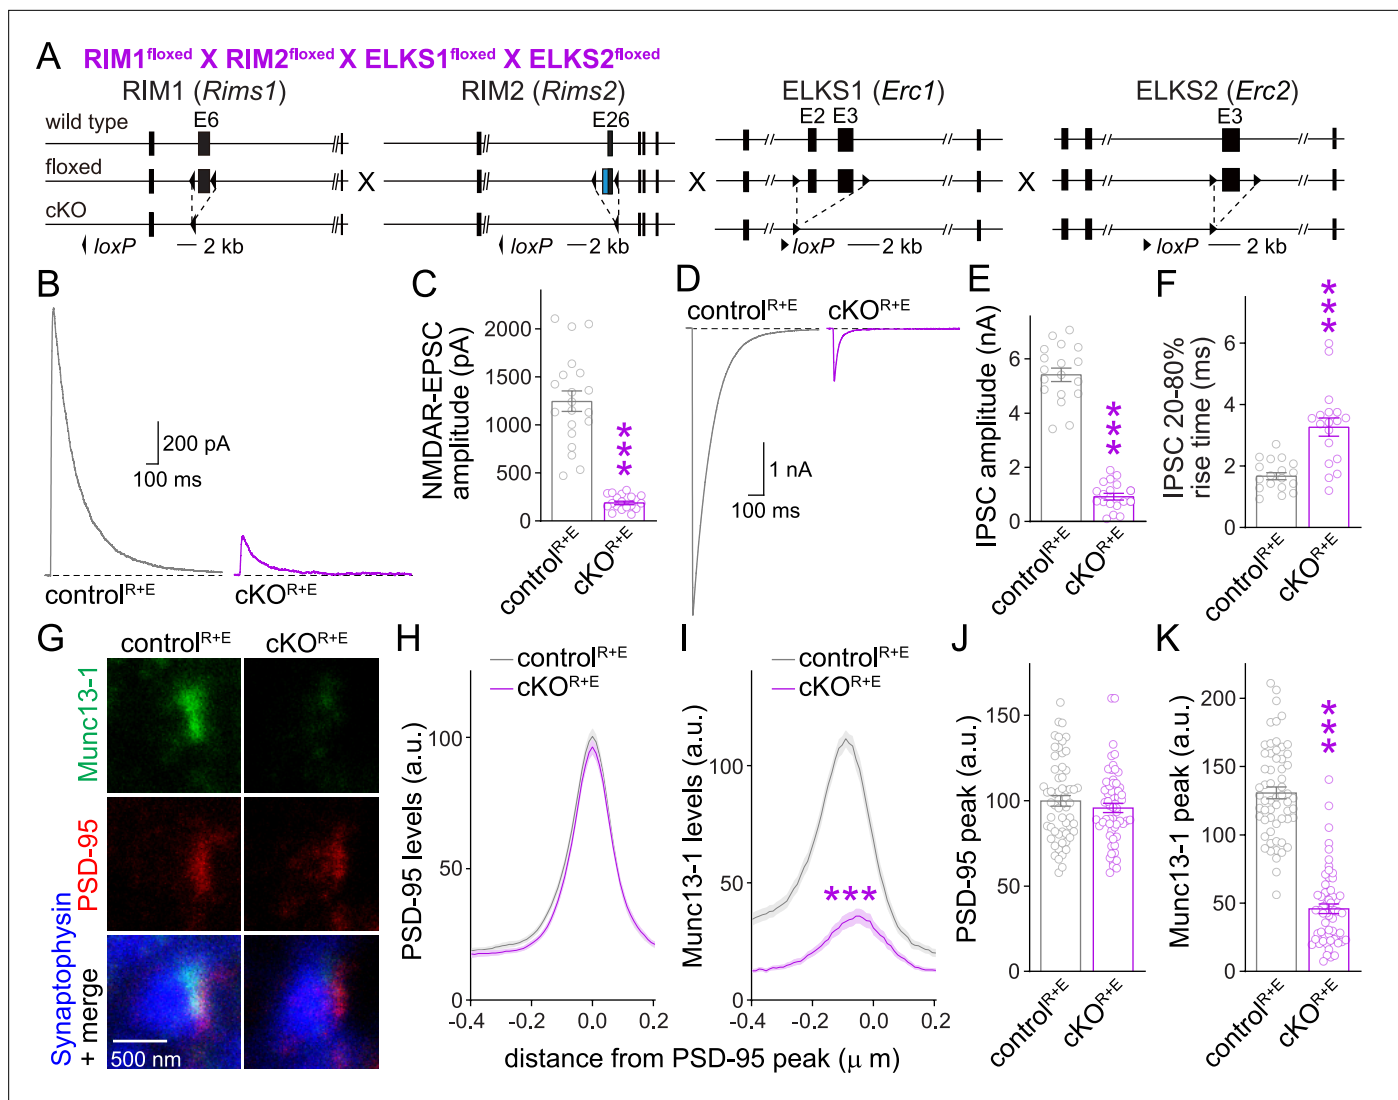 A RIM1floxed X RIM2floxed X ELKS1floxed X ELKS2floxed
RIM1 (Rims1) RIM2 (Rims2) ELKS1 (Erc1) ELKS2 (Erc2)
wild type E6 E26 E2 E3 E3
floxed X X X
cKO
loxP 2 kb loxP 2 kb loxP 2 kb loxP 2 kb
B
200 pA
100 ms
controlR+E cKOR+E
C
NMDAR-EPSC
amplitude (pA)
2000
1500
1000
500
0
***
controlR+E
cKOR+E
D
controlR+E cKOR+E
1 nA
100 ms
E
IPSC amplitude (nA)
6
4
2
0
***
controlR+E
cKOR+E
F
IPSC 20-80%
rise time (ms)
6
4
2
0
***
controlR+E
cKOR+E
G
controlR+E cKOR+E
Munc13-1
PSD-95
Synaptophysin
+ merge
500 nm
H
controlR+E
cKOR+E
PSD-95 levels (a.u.)
100
50
0
-0.4 -0.2 0.0 0.2
I
controlR+E
cKOR+E
Munc13-1 levels (a.u.)
100
50
0
***
-0.4 -0.2 0.0 0.2
distance from PSD-95 peak (μ m)
J
PSD-95 peak (a.u.)
150
100
50
0
controlR+E
cKOR+E
K
Munc13-1 peak (a.u.)
200
150
100
50
0
***
controlR+E
cKOR+E